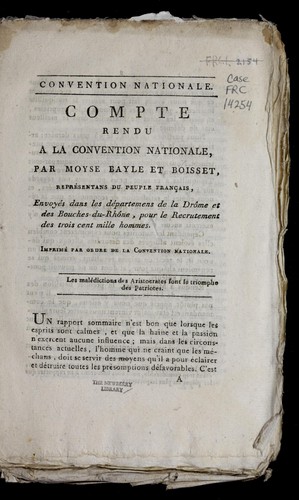 FRC. 2184
Case
FRC
14254
CONVENTION NATIONALE.
COMPTE
RENDU
A LA CONVENTION NATIONALE,
PAR MOYSE BAYLE ET BOISSET,
REPRÉSENTANS DU PEUPLE FRANÇAIS,
Envoyés dans les départemens de la Drôme et
des Bouches-du-Rhône, pour le Recrutement
des trois cent mille hommes.
IMPRIMÉ PAR ORDRE DE LA CONVENTION NATIONALE.
Les malédictions des Aristocrates font le triomphe
des Patriotes.
UN rapport sommaire n'est bon que lorsque les
esprits sont calmes, et que la haine et la passion
n'exercent aucune influence; mais dans les circons-
tances actuelles, l'homme qui ne craint que les mé-
chans, doit se servir des moyens qu'il a pour éclairer
et détruire toutes les présomptions défavorables. C'est
A
THE NEWBERRY
LIBRARY